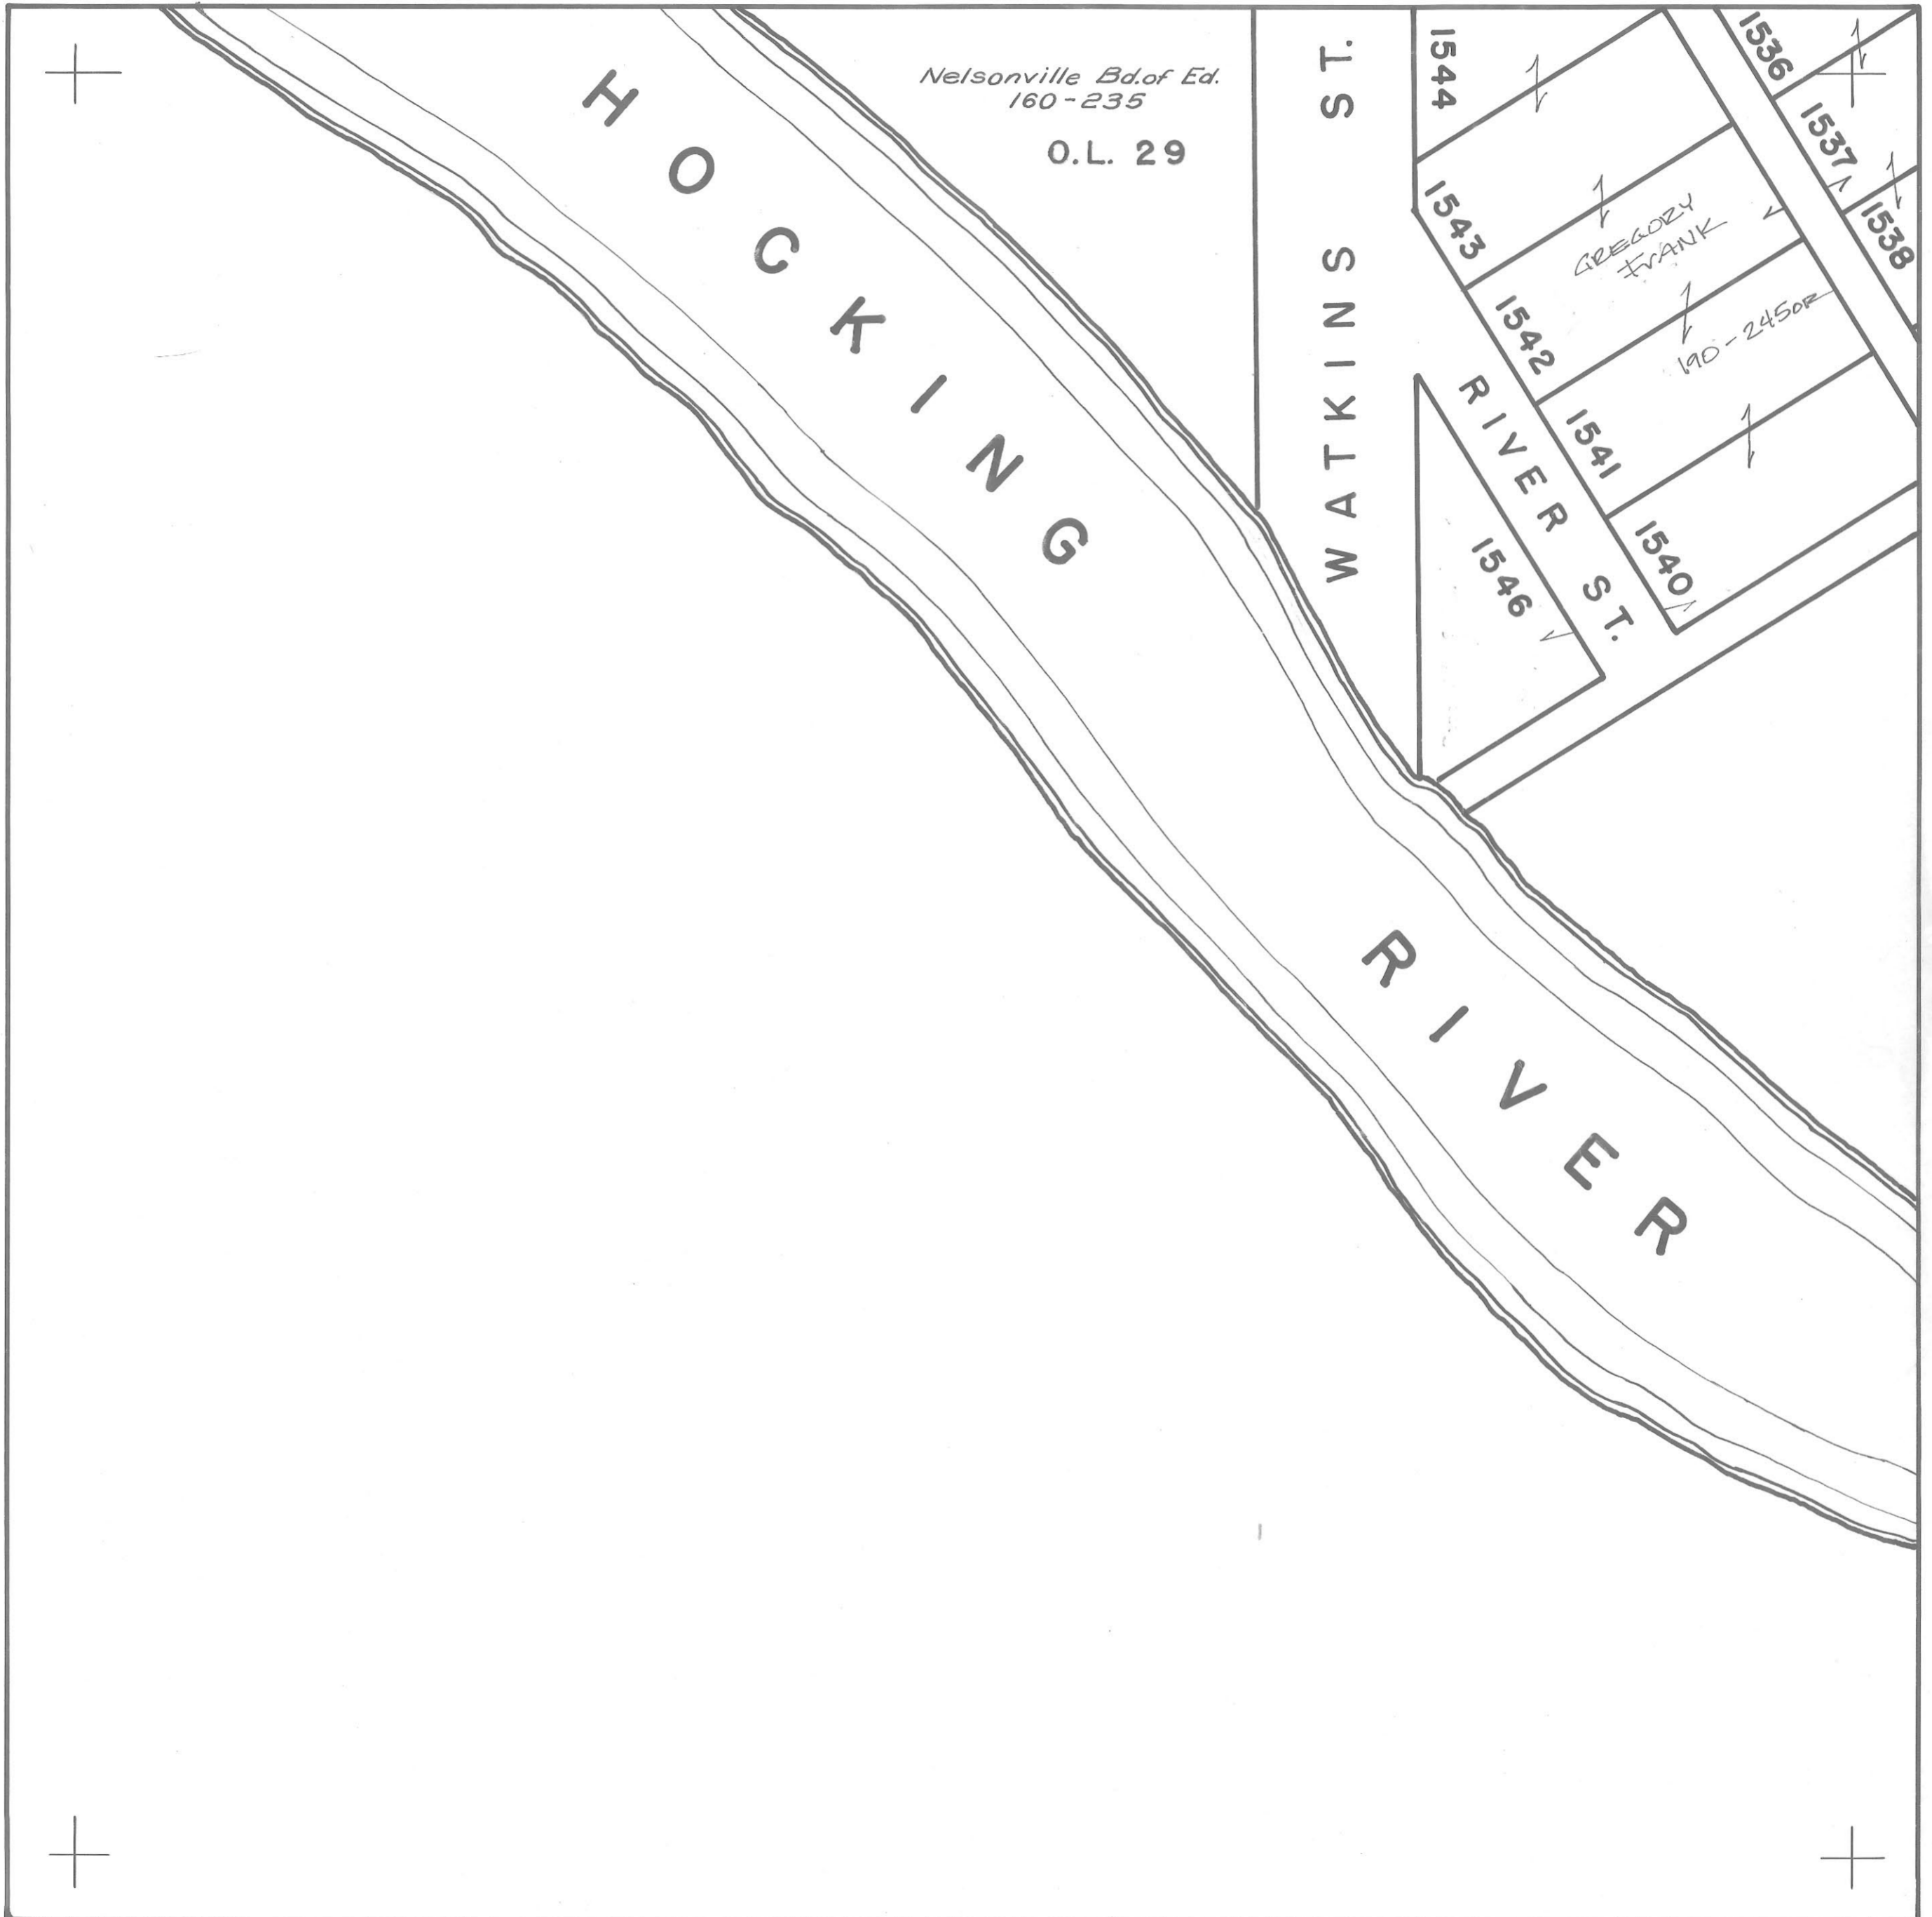 HOCKING
RIVER
Nelsonville Bd.of Ed.
160-235
O.L. 29
WATKINS ST.
1544
1543
1542
1541
1540
RIVER ST.
1546
1536
1537
1538
GREGORY
FRANK
190-245OR